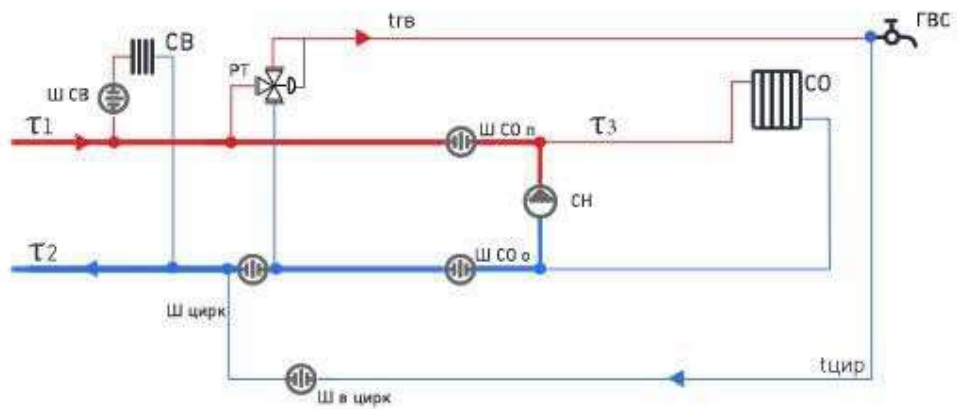 tгв
ГВС
СВ
РТ
Ш СВ
СО
τ1
Ш СО п
τ3
СН
τ2
Ш СО о
Ш цирк
tцир
Ш в цирк